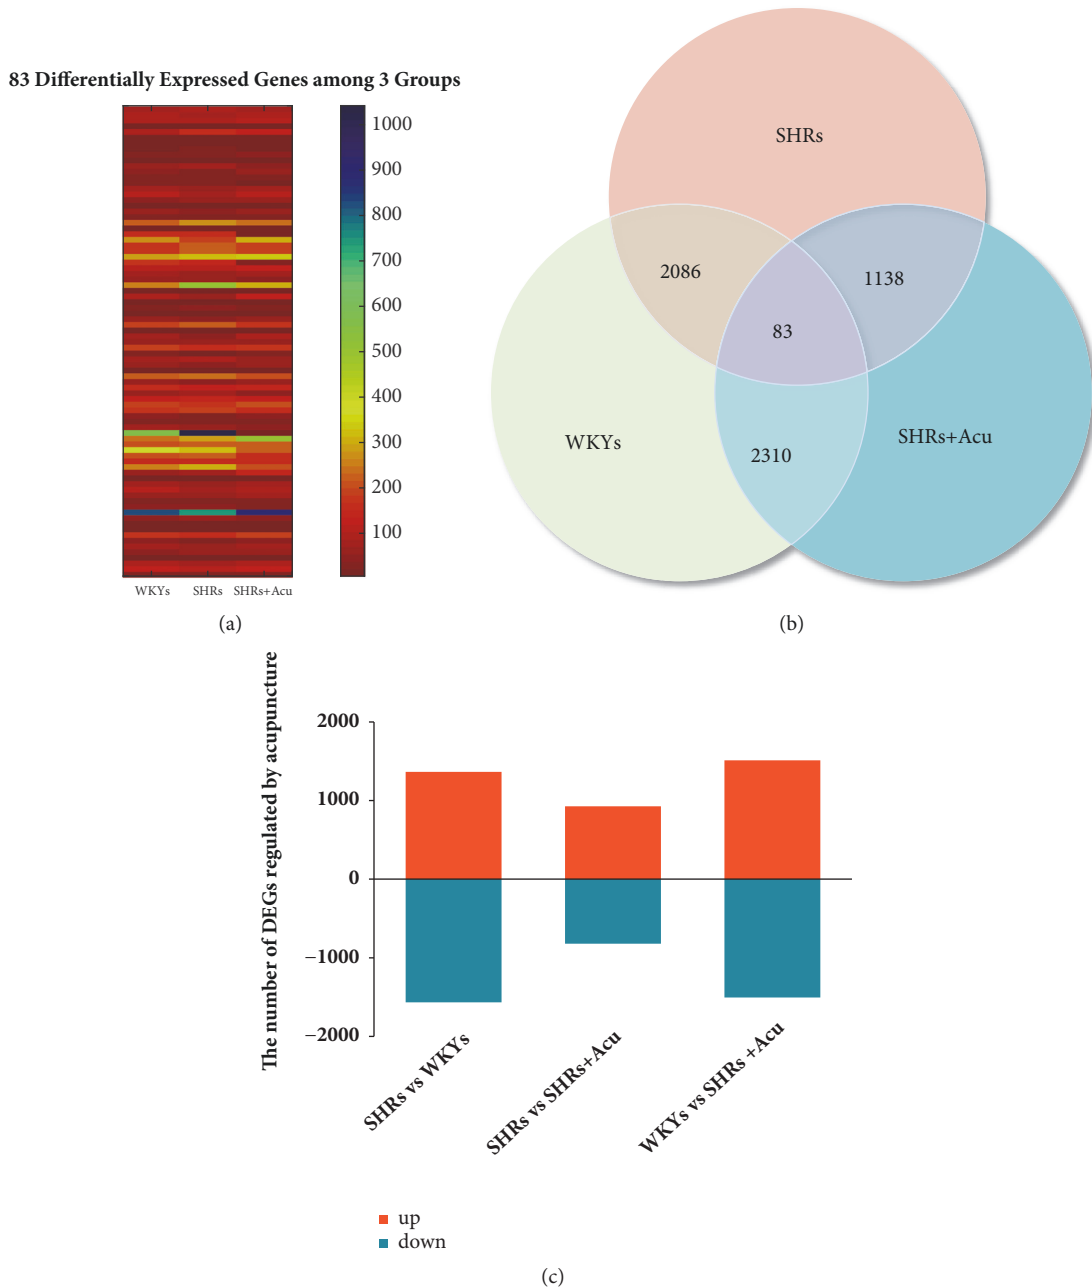 83 Differentially Expressed Genes among 3 Groups
1000
900
800
700
600
500
400
300
200
100
WKYs SHRs SHRs+Acu
(a)
SHRs
2086
1138
83
WKYs
SHRs+Acu
2310
(b)
The number of DEGs regulated by acupuncture
2000
1000
0
−1000
−2000
SHRs vs WKYs
SHRs vs SHRs+Acu
WKYs vs SHRs +Acu
up
down
(c)